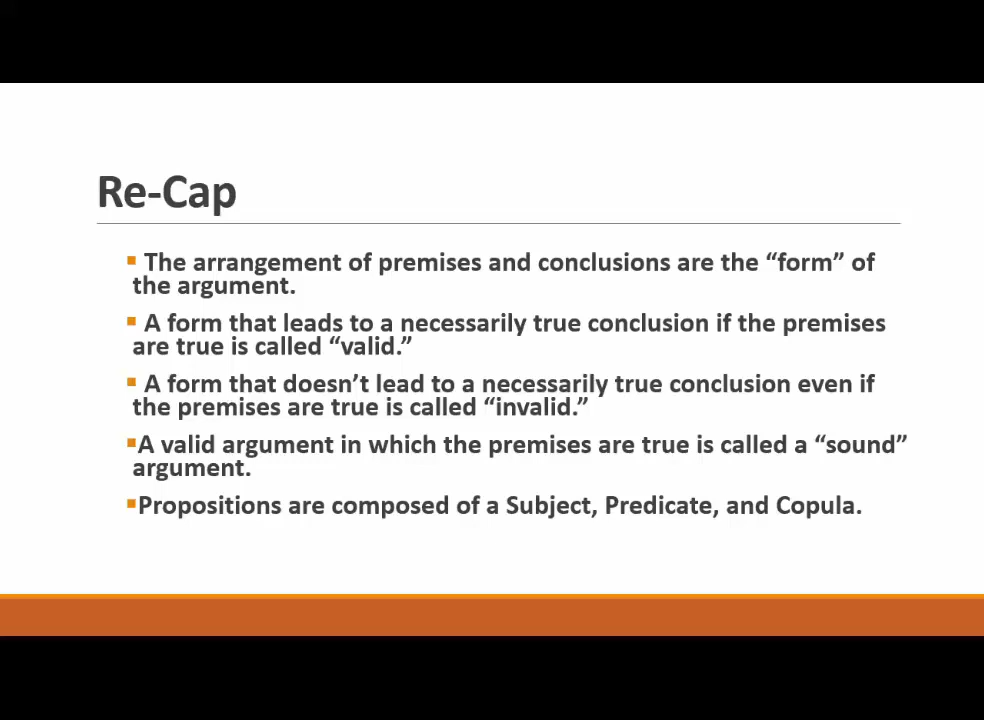 Re-Cap
▪ The arrangement of premises and conclusions are the “form” of
the argument.
▪ A form that leads to a necessarily true conclusion if the premises
are true is called “valid.”
▪ A form that doesn’t lead to a necessarily true conclusion even if
the premises are true is called “invalid.”
▪A valid argument in which the premises are true is called a “sound”
argument.
▪Propositions are composed of a Subject, Predicate, and Copula.